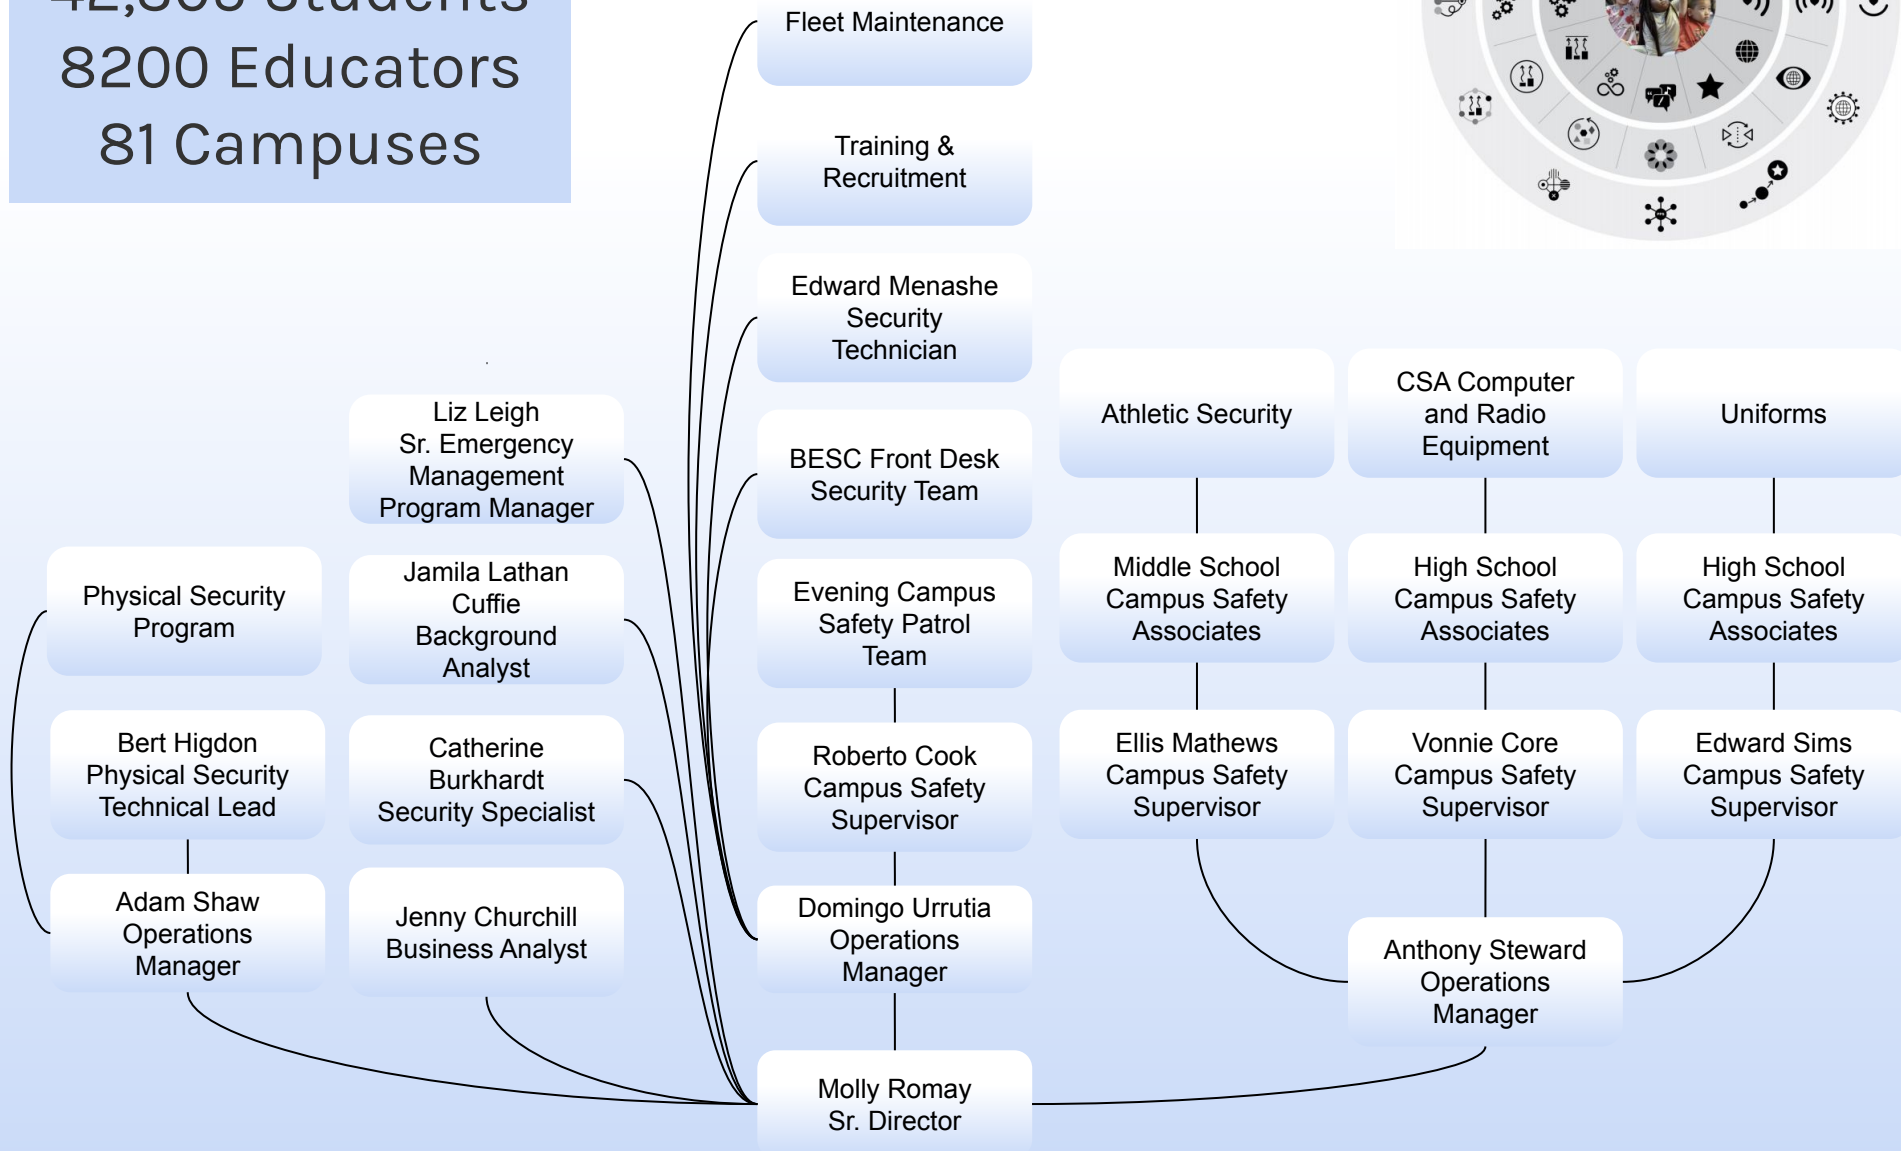 Students
8200 Educators
81 Campuses
Fleet Maintenance
Training &
Recruitment
Edward Menashe
Security
Technician
BESC Front Desk
Security Team
Evening Campus
Safety Patrol
Team
Roberto Cook
Campus Safety
Supervisor
Domingo Urrutia
Operations
Manager
Molly Romay
Sr. Director
Liz Leigh
Sr. Emergency
Management
Program Manager
Jamila Lathan
Cuffie
Background
Analyst
Catherine
Burkhardt
Security Specialist
Jenny Churchill
Business Analyst
Physical Security
Program
Bert Higdon
Physical Security
Technical Lead
Adam Shaw
Operations
Manager
Athletic Security
CSA Computer
and Radio
Equipment
Uniforms
Middle School
Campus Safety
Associates
High School
Campus Safety
Associates
High School
Campus Safety
Associates
Ellis Mathews
Campus Safety
Supervisor
Vonnie Core
Campus Safety
Supervisor
Edward Sims
Campus Safety
Supervisor
Anthony Steward
Operations
Manager